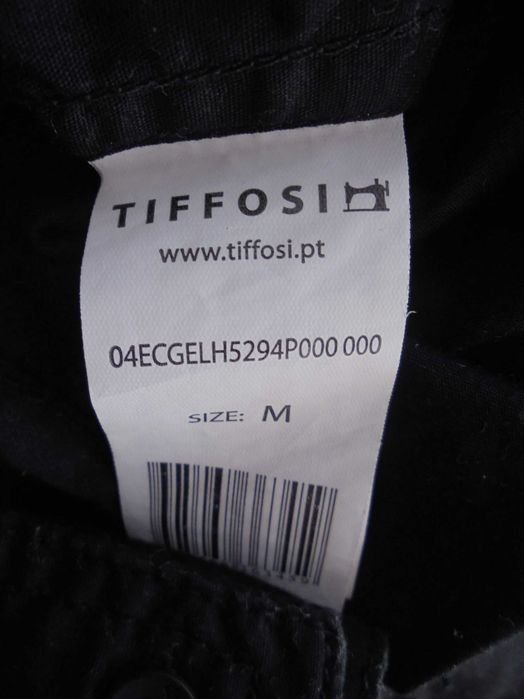 TIFFOSI
www.tiffosi.pt
04ECGELH5294P000 000
SIZE: M